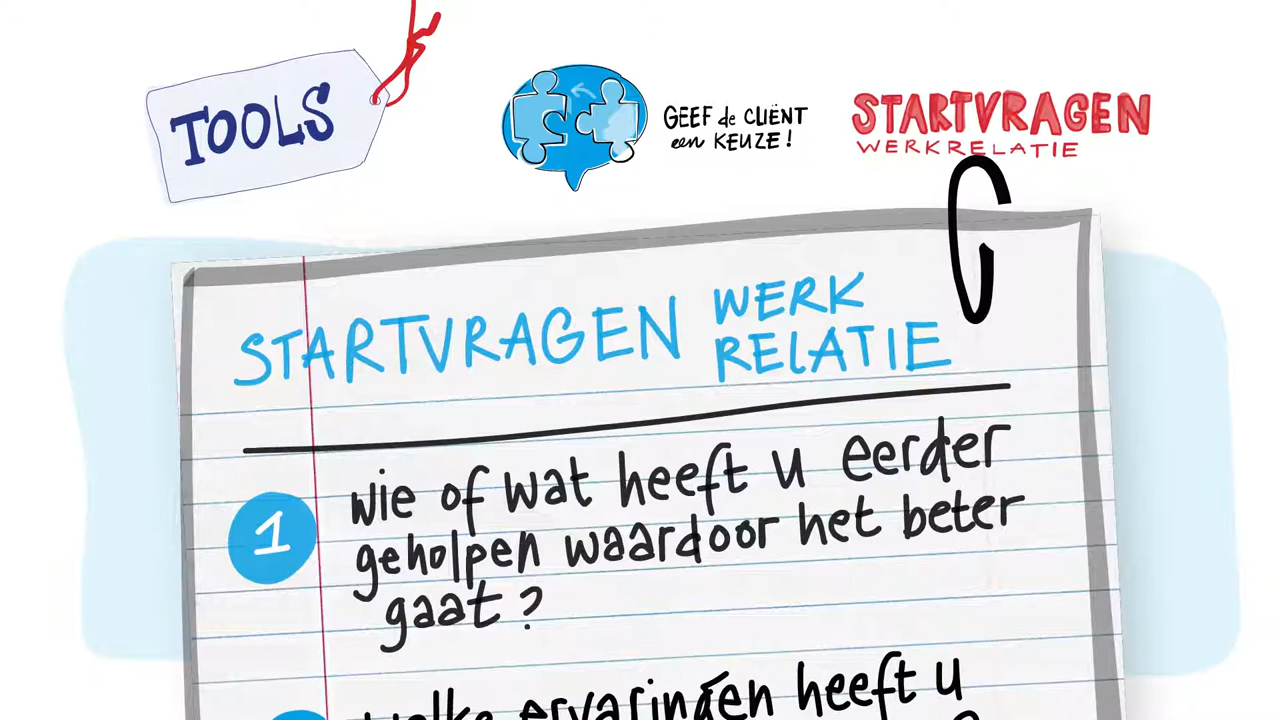 TOOLS
GEEF de CLIËNT
een KEUZE!
STARTVRAGEN
WERKRELATIE
STARTVRAGEN WERK
RELATIE
1
wie of wat heeft u eerder
geholpen waardoor het beter
gaat?
welke ervaringen heeft u